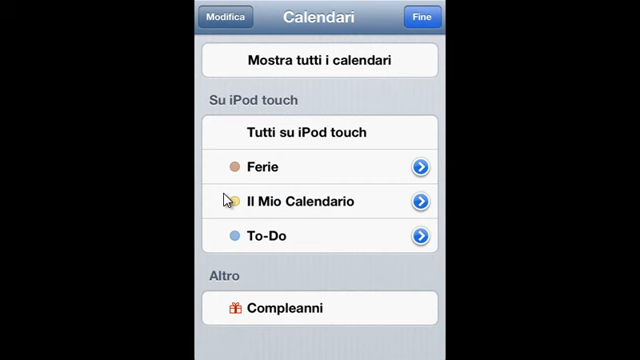 Modifica
Calendari
Fine
Mostra tutti i calendari
Su iPod touch
Tutti su iPod touch
Ferie
Il Mio Calendario
To-Do
Altro
Compleanni